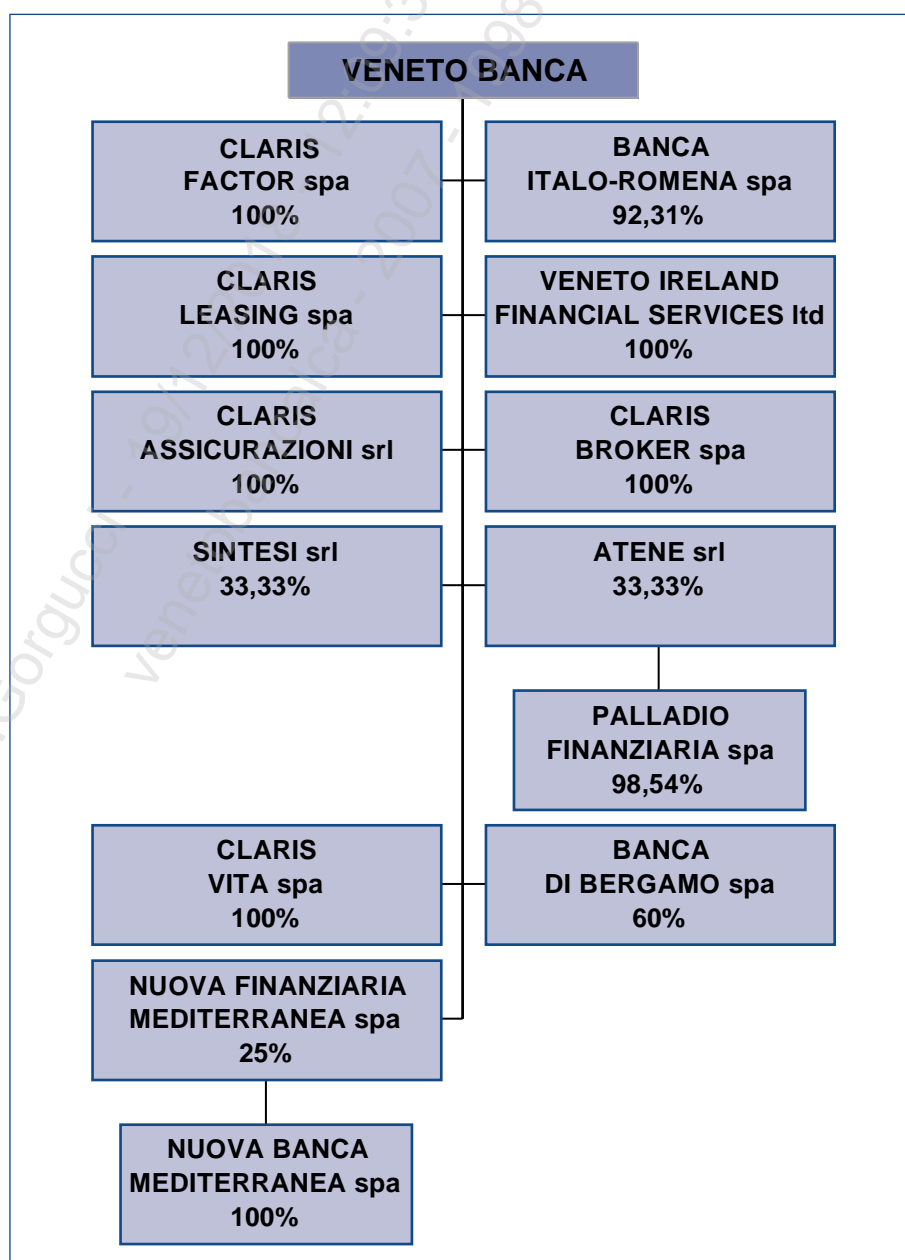 VENETO BANCA
CLARIS
FACTOR spa
100%
BANCA
ITALO-ROMENA spa
92,31%
CLARIS
LEASING spa
100%
VENETO IRELAND
FINANCIAL SERVICES ltd
100%
CLARIS
ASSICURAZIONI srl
100%
CLARIS
BROKER spa
100%
SINTESI srl
33,33%
ATENE srl
33,33%
PALLADIO
FINANZIARIA spa
98,54%
CLARIS
VITA spa
100%
BANCA
DI BERGAMO spa
60%
NUOVA FINANZIARIA
MEDITERRANEA spa
25%
NUOVA BANCA
MEDITERRANEA spa
100%